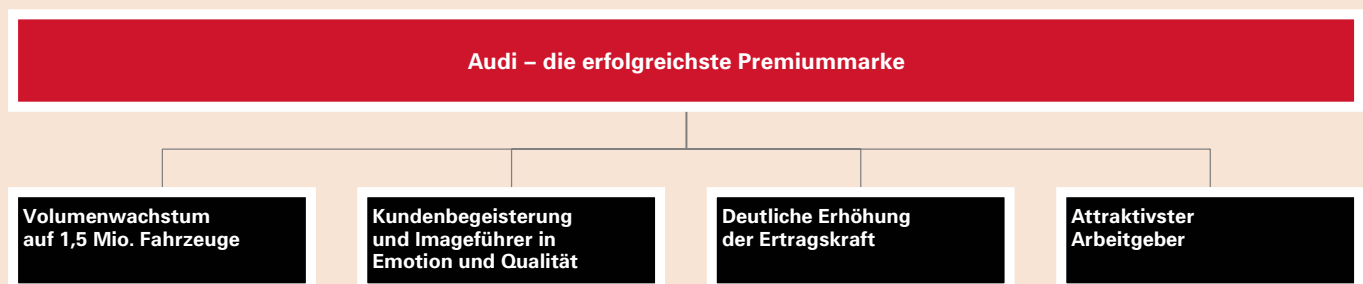 Audi – die erfolgreichste Premiummarke
Volumenwachstum
auf 1,5 Mio. Fahrzeuge
Kundenbegeisterung
und Imageführer in
Emotion und Qualität
Deutliche Erhöhung
der Ertragskraft
Attraktivster
Arbeitgeber